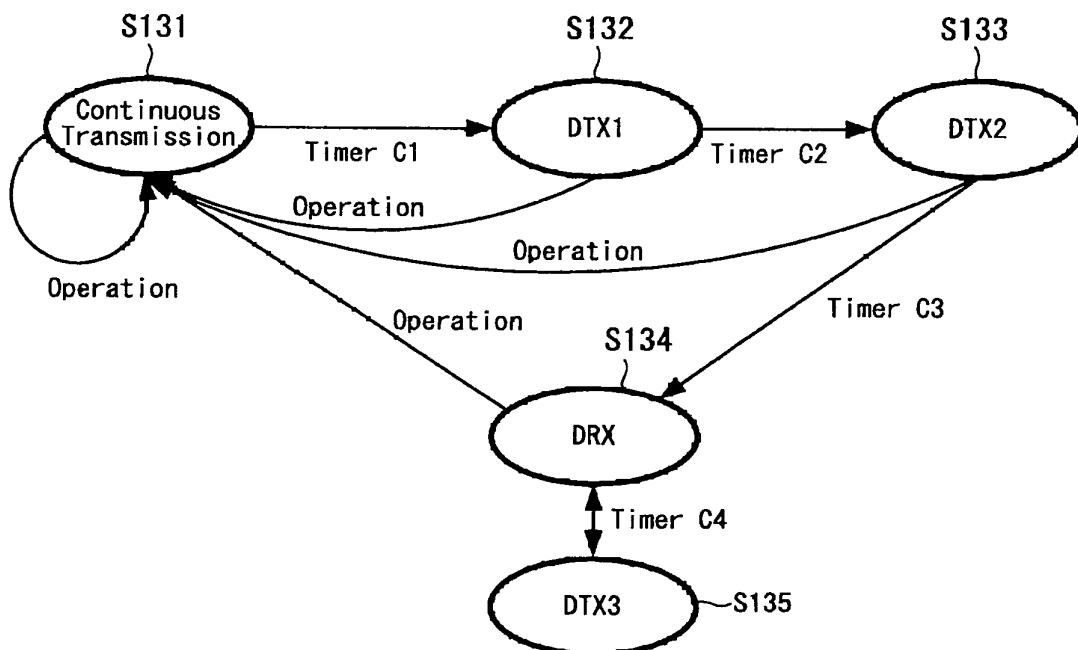 S131
S132
S133
Continuous
Transmission
DTX1
DTX2
Timer C1
Timer C2
Operation
Operation
Operation
Timer C3
Operation
S134
DRX
Timer C4
DTX3
S135